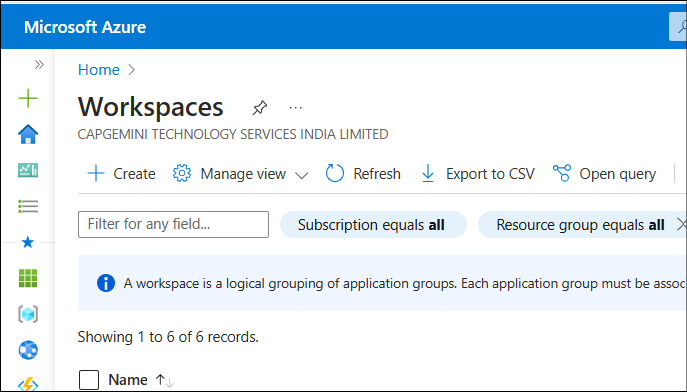 Microsoft Azure
Home
Workspaces
CAPGEMINI TECHNOLOGY SERVICES INDIA LIMITED
Create Manage view Refresh Export to CSV Open query
Filter for any field... Subscription equals all Resource group equals all
A workspace is a logical grouping of application groups. Each application group must be assoc
Showing 1 to 6 of 6 records.
Name